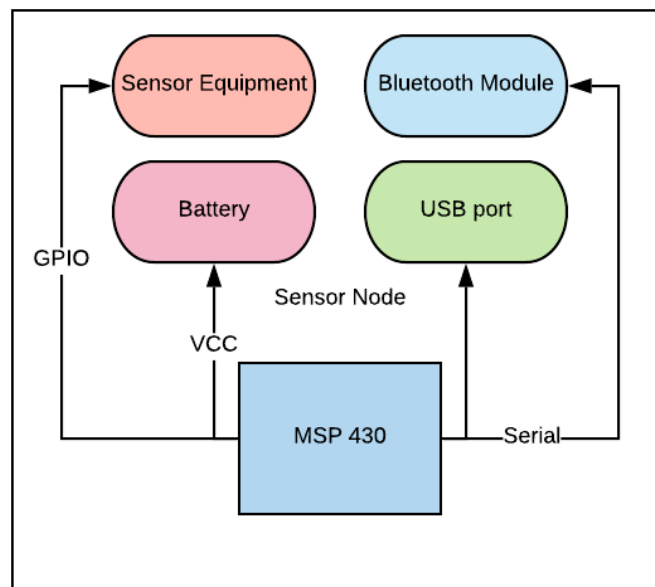 Sensor Equipment
Bluetooth Module
Battery
USB port
GPIO
Sensor Node
VCC
MSP 430
Serial